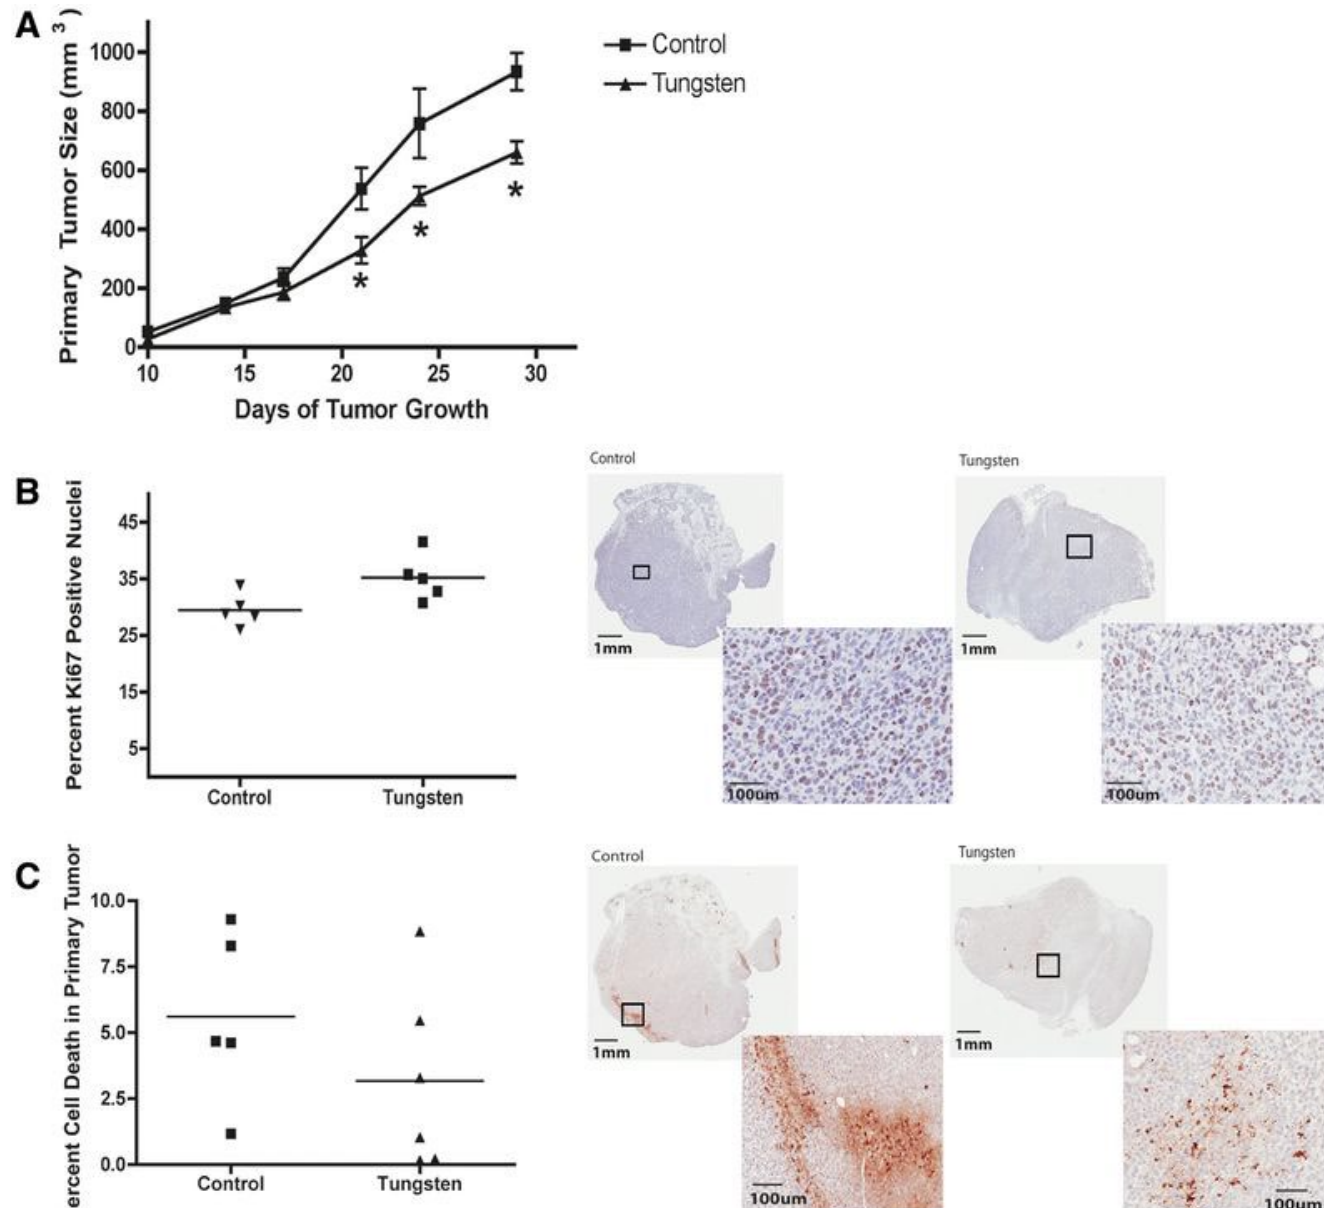 A
Primary Tumor Size (mm 3 )
1000
800
600
400
200
0
10 15 20 25 30
Days of Tumor Growth
Control
Tungsten
*
*
*
B
Percent Ki67 Positive Nuclei
45
35
25
15
5
Control Tungsten
Control
1mm
100um
Tungsten
1mm
100um
C
ercent Cell Death in Primary Tumor
10.0
7.5
5.0
2.5
0.0
Control Tungsten
Control
1mm
100um
Tungsten
1mm
100um